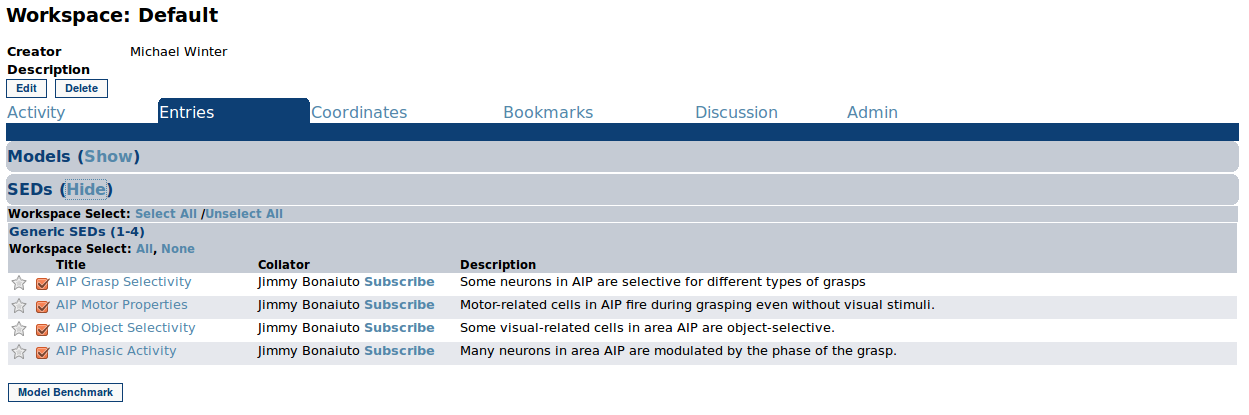 Workspace: Default
Creator Michael Winter
Description
Edit Delete
Activity Entries Coordinates Bookmarks Discussion Admin
Models (Show)
SEDs (Hide)
Workspace Select: Select All /Unselect All
Generic SEDs (1-4)
Workspace Select: All, None
Title Collator Description
AIP Grasp Selectivity Jimmy Bonaiuto Subscribe Some neurons in AIP are selective for different types of grasps
AIP Motor Properties Jimmy Bonaiuto Subscribe Motor-related cells in AIP fire during grasping even without visual stimuli.
AIP Object Selectivity Jimmy Bonaiuto Subscribe Some visual-related cells in area AIP are object-selective.
AIP Phasic Activity Jimmy Bonaiuto Subscribe Many neurons in area AIP are modulated by the phase of the grasp.
Model Benchmark